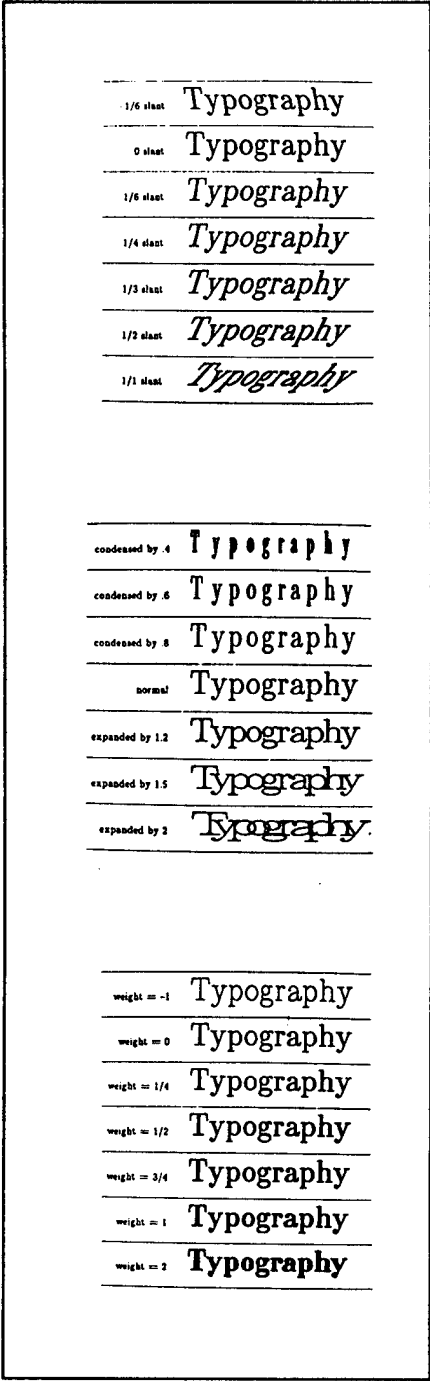 1/6 slant Typography
0 slant Typography
1/6 slant Typography
1/4 slant Typography
1/3 slant Typography
1/2 slant Typography
1/1 slant Typography
condensed by .4 Typography
condensed by .6 Typography
condensed by .8 Typography
normal Typography
expanded by 1.2 Typography
expanded by 1.5 Typography
expanded by 2 Typography
weight = -1 Typography
weight = 0 Typography
weight = 1/4 Typography
weight = 1/2 Typography
weight = 3/4 Typography
weight = 1 Typography
weight = 2 Typography